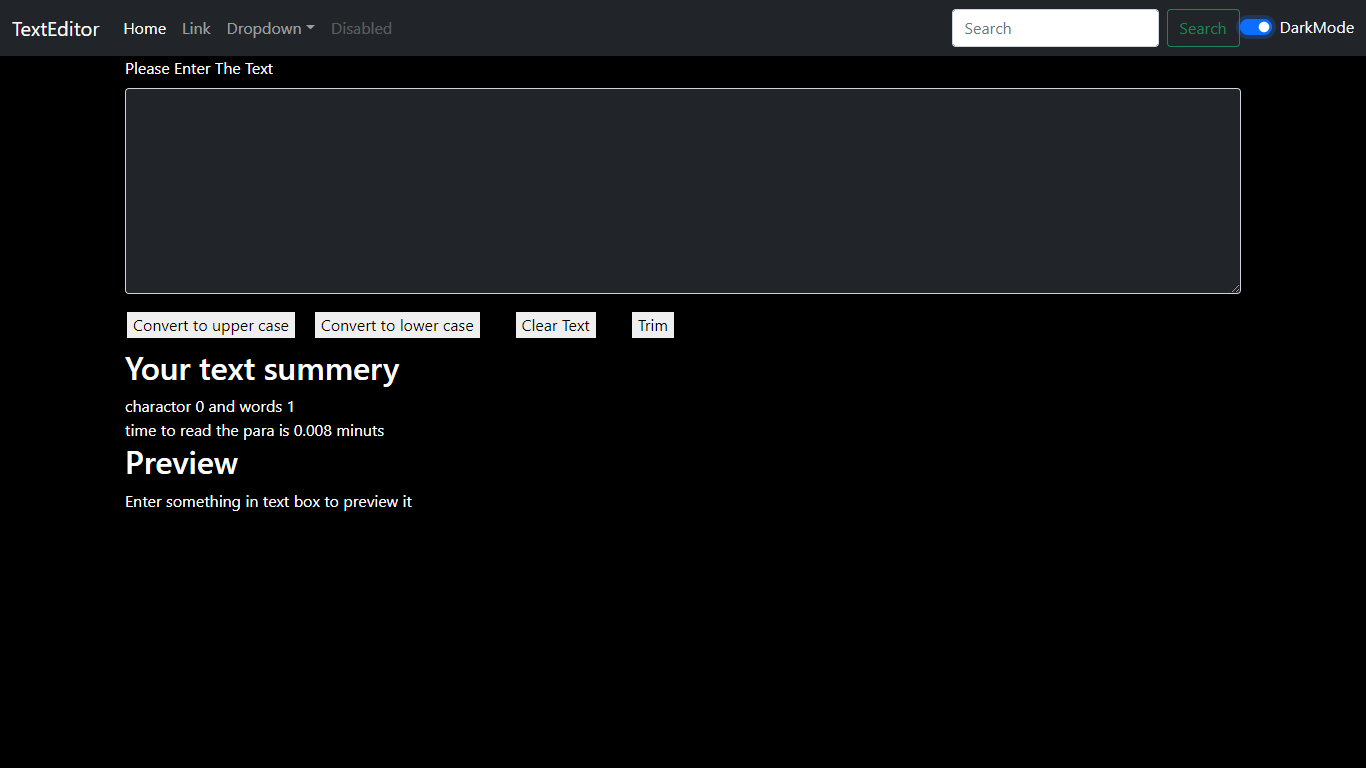 TextEditor Home Link Dropdown Disabled Search Search DarkMode
Please Enter The Text
Convert to upper case Convert to lower case Clear Text Trim
Your text summery
charactor 0 and words 1
time to read the para is 0.008 minuts
Preview
Enter something in text box to preview it